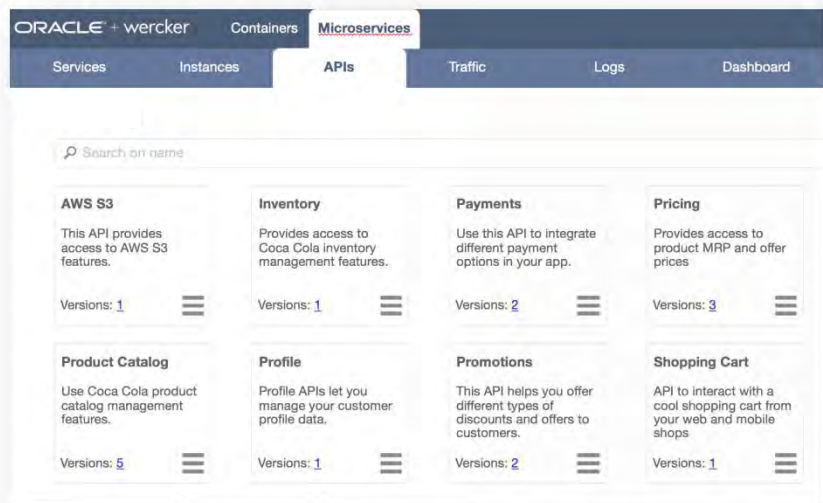 ORACLE + wercker Containers Microservices
Services Instances APIs Traffic Logs Dashboard
Search on name
AWS S3
This API provides
access to AWS S3
features.
Versions: 1
Inventory
Provides access to
Coca Cola inventory
management features.
Versions: 1
Payments
Use this API to integrate
different payment
options in your app.
Versions: 2
Pricing
Provides access to
product MRP and offer
prices
Versions: 3
Product Catalog
Use Coca Cola product
catalog management
features.
Versions: 5
Profile
Profile APIs let you
manage your customer
profile data.
Versions: 1
Promotions
This API helps you offer
different types of
discounts and offers to
customers.
Versions: 2
Shopping Cart
API to interact with a
cool shopping cart from
your web and mobile
shops
Versions: 1